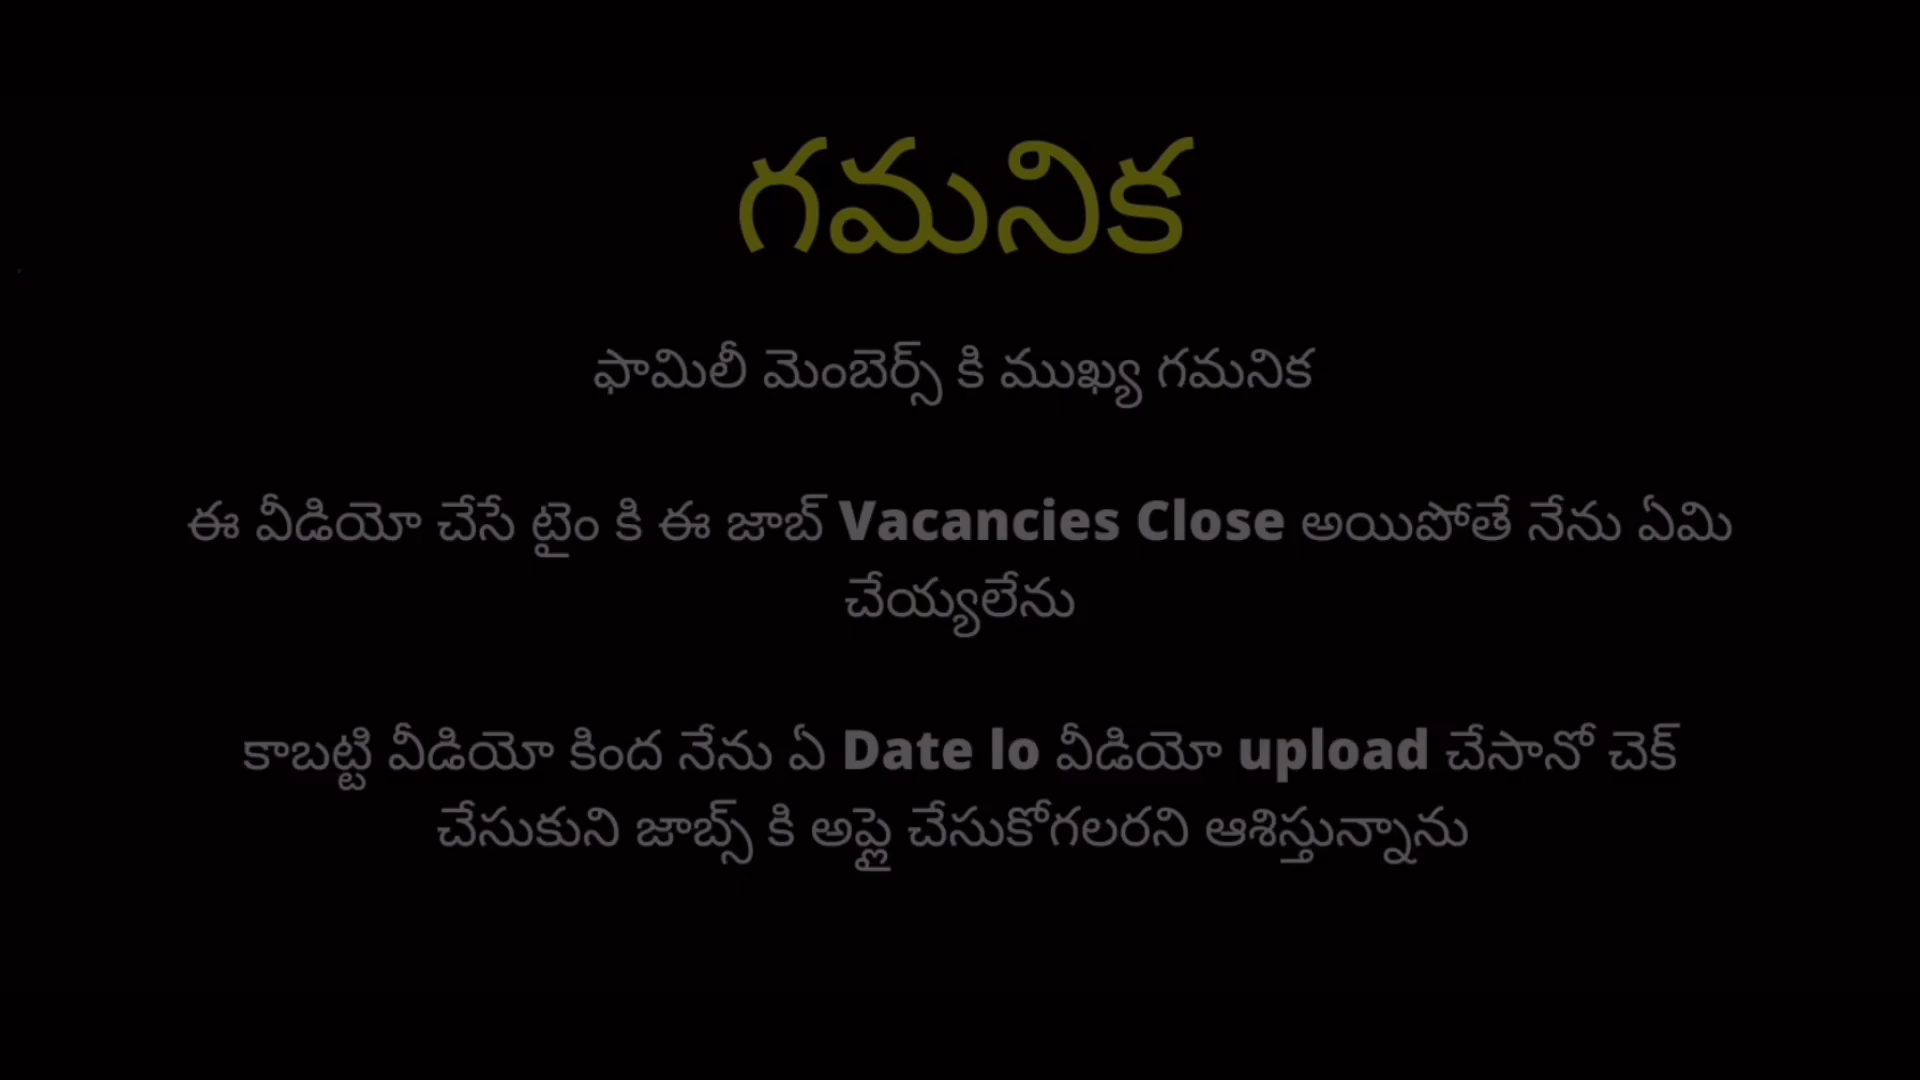 గమనిక
ఫామిలీ మెంబెర్స్ కి ముఖ్య గమనిక
ఈ వీడియో చేసే టైం కి ఈ జాబ్ Vacancies Close అయిపోతే నేను ఏమి
చేయ్యలేను
కాబట్టి వీడియో కింద నేను ఏ Date lo వీడియో upload చేసానో చెక్
చేసుకుని జాబ్స్ కి అప్లై చేసుకోగలరని ఆశిస్తున్నాను